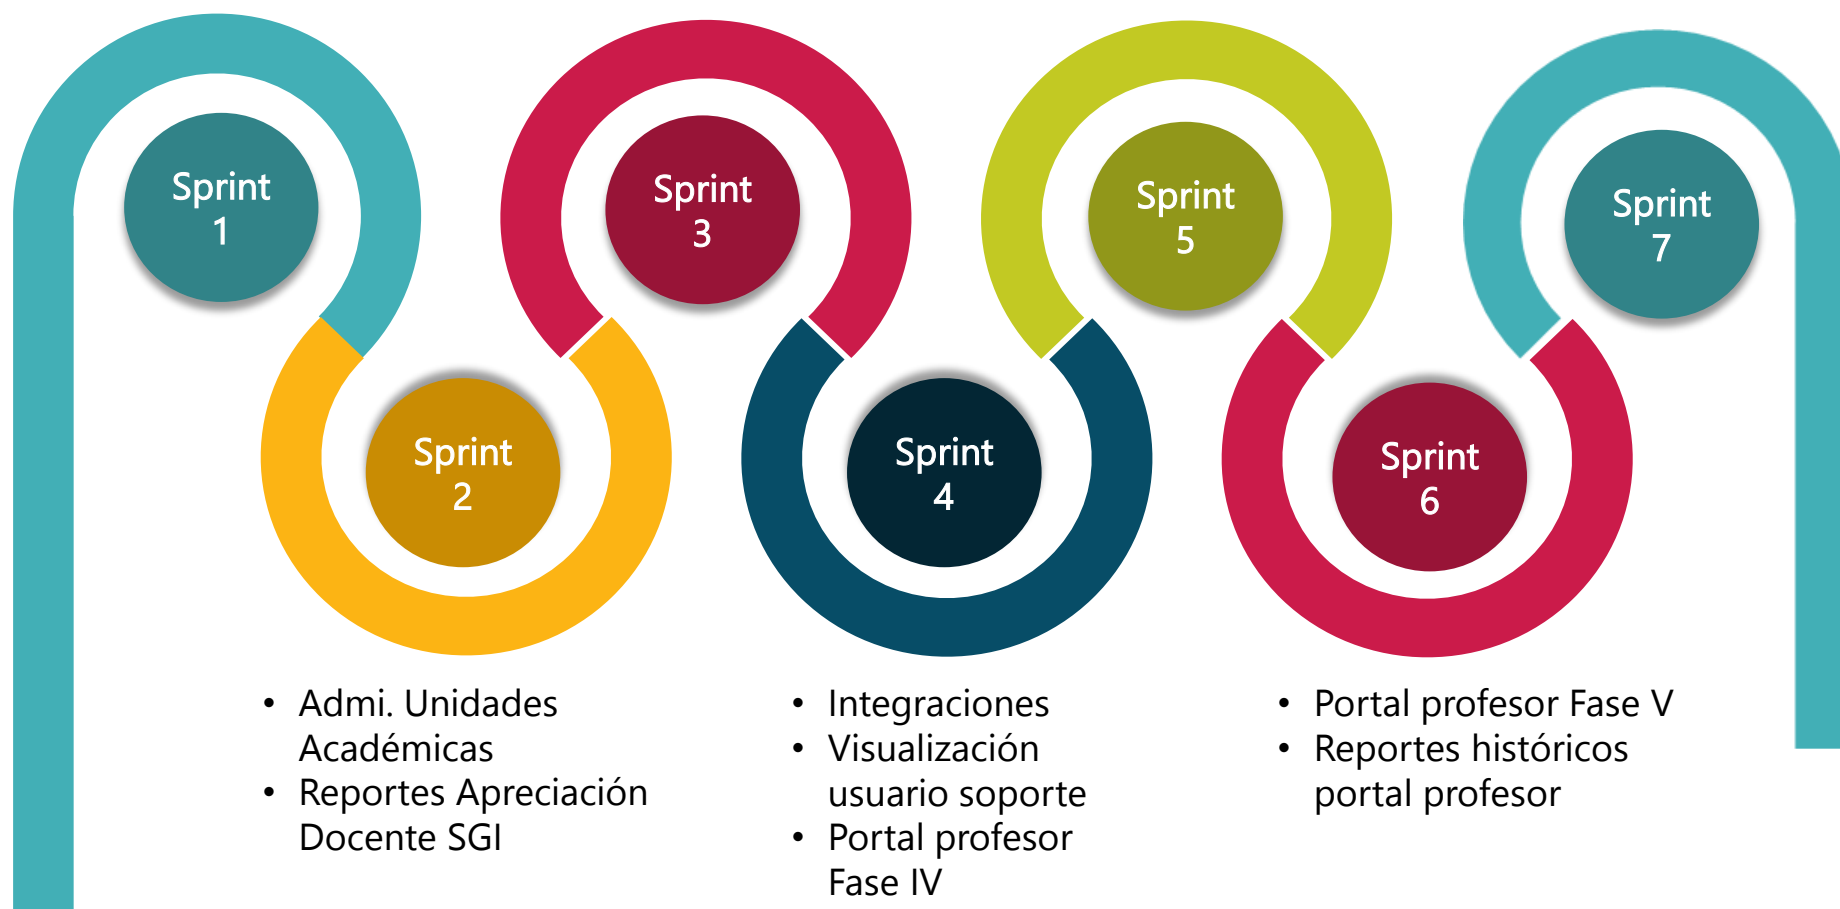 Sprint
1
Sprint
2
Sprint
3
Sprint
4
Sprint
5
Sprint
6
Sprint
7
• Admi. Unidades
Académicas
• Reportes Apreciación
Docente SGI
• Integraciones
• Visualización
usuario soporte
• Portal profesor
Fase IV
• Portal profesor Fase V
• Reportes históricos
portal profesor